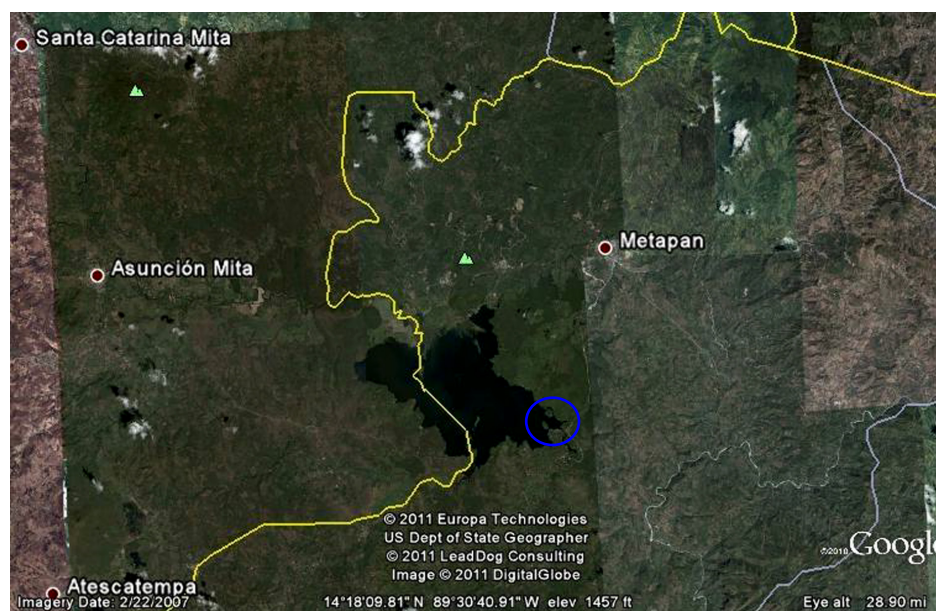 Santa Catarina Mita
Metapan
Asunción Mita
© 2011 Europa Technologies
US Dept of State Geographer
© 2011 LeadDog Consulting
Image © 2011 DigitalGlobe
©2010 Google
Atescatempa
Imagery Date: 2/22/2007 14°18'09.81" N 89°30'40.91" W elev 1457 ft Eye alt 28.90 mi